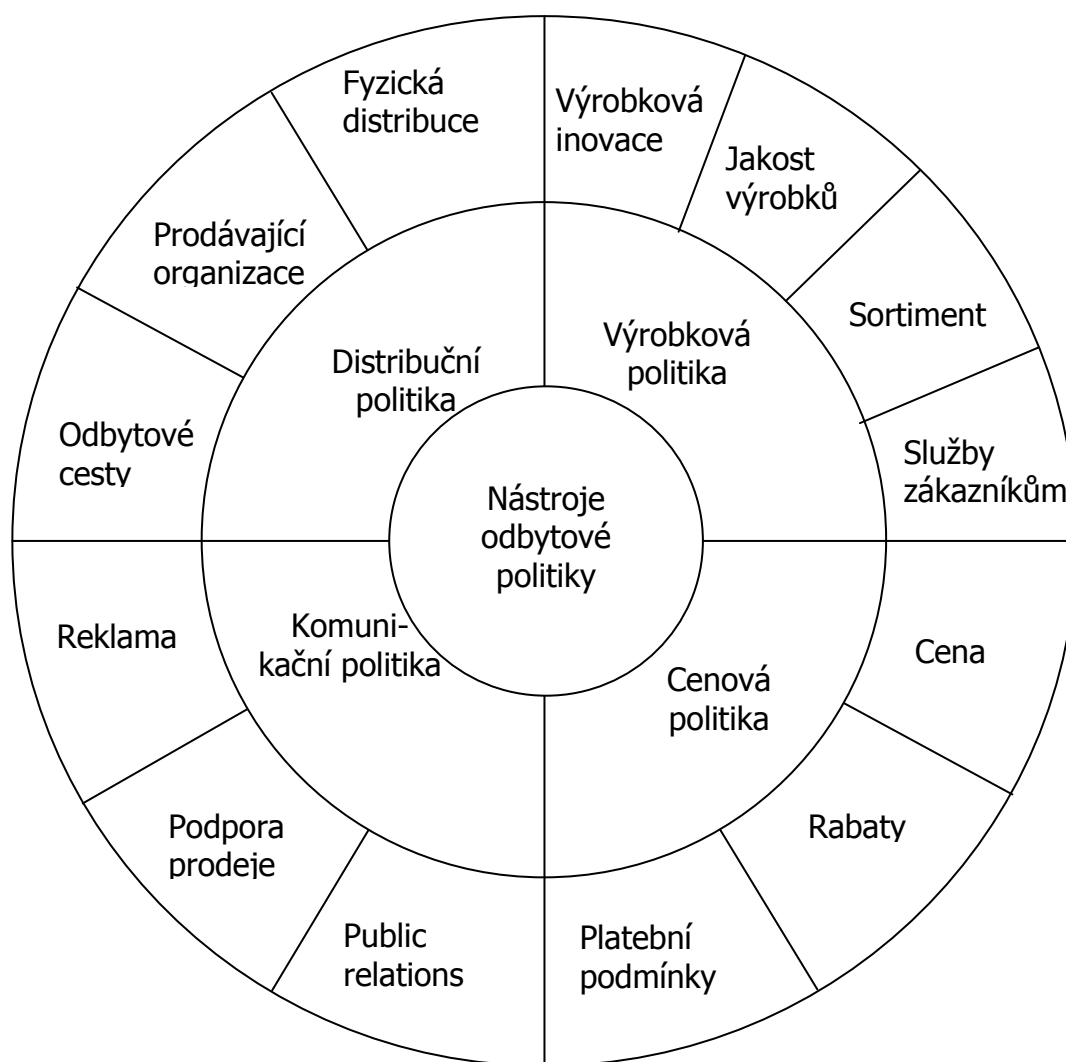 Fyzická
distribuce
Výrobková
inovace
Jakost
výrobků
Prodávající
organizace
Sortiment
Distribuční
politika
Výrobková
politika
Odbytové
cesty
Služby
zákazníkům
Nástroje
odbytové
politiky
Reklama
Komuni-
kační politika
Cenová
politika
Cena
Podpora
prodeje
Rabaty
Public
relations
Platební
podmínky